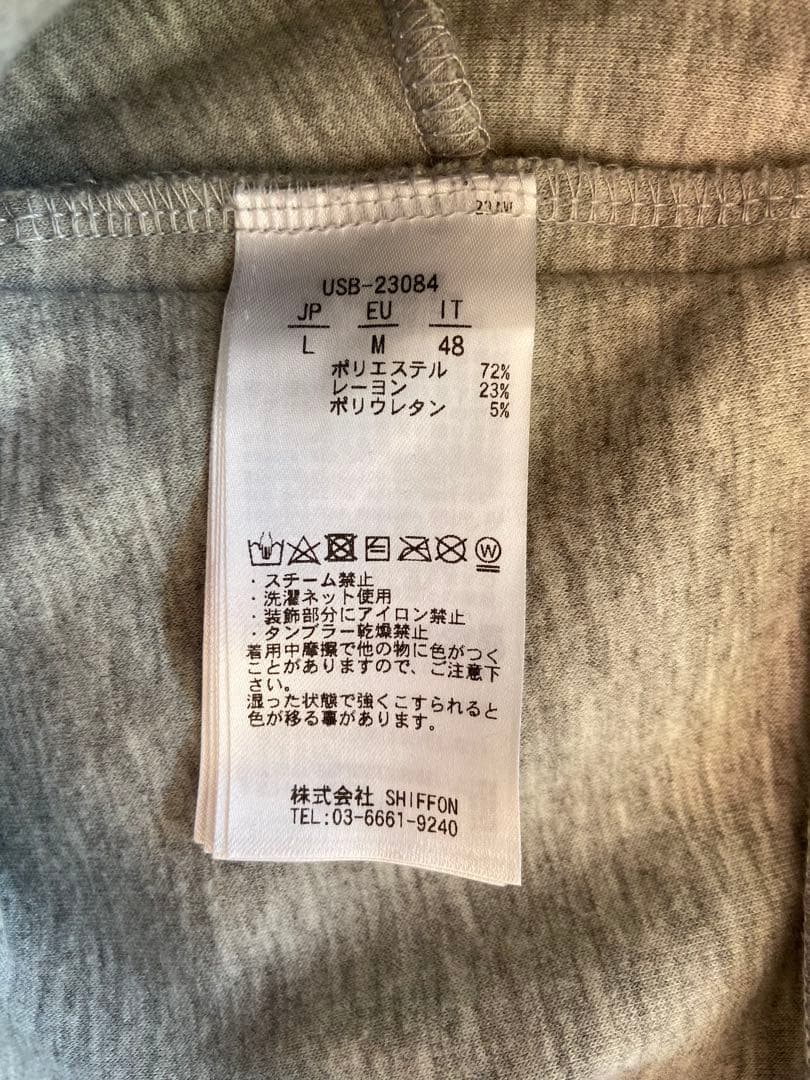 USB-23084
JP EU IT
L M 48
ポリエステル 72%
レーヨン 23%
ポリウレタン 5%
W
・スチーム禁止
・洗濯ネット使用
・装飾部分にアイロン禁止
・タンブラー乾燥禁止
着用中摩擦で他の物に色がつく
ことがありますので、ご注意下
さい。
湿った状態で強くこすられると
色が移る事があります。
株式会社 SHIFFON
TEL:03-6661-9240